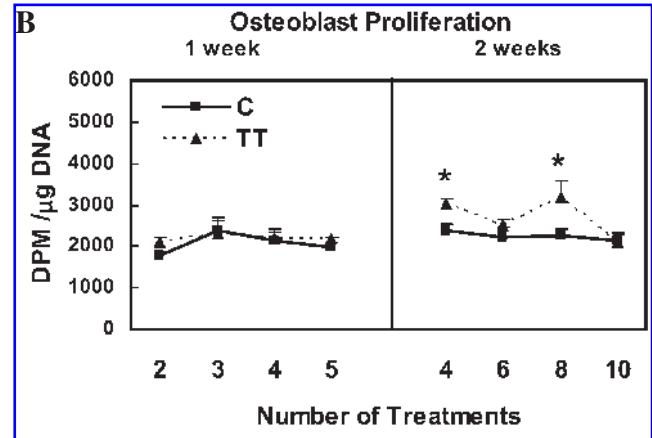 B
Osteoblast Proliferation
1 week
2 weeks
6000
5000
4000
3000
2000
1000
0
DPM /µg DNA
C
TT
*
*
2 3 4 5
4 6 8 10
Number of Treatments